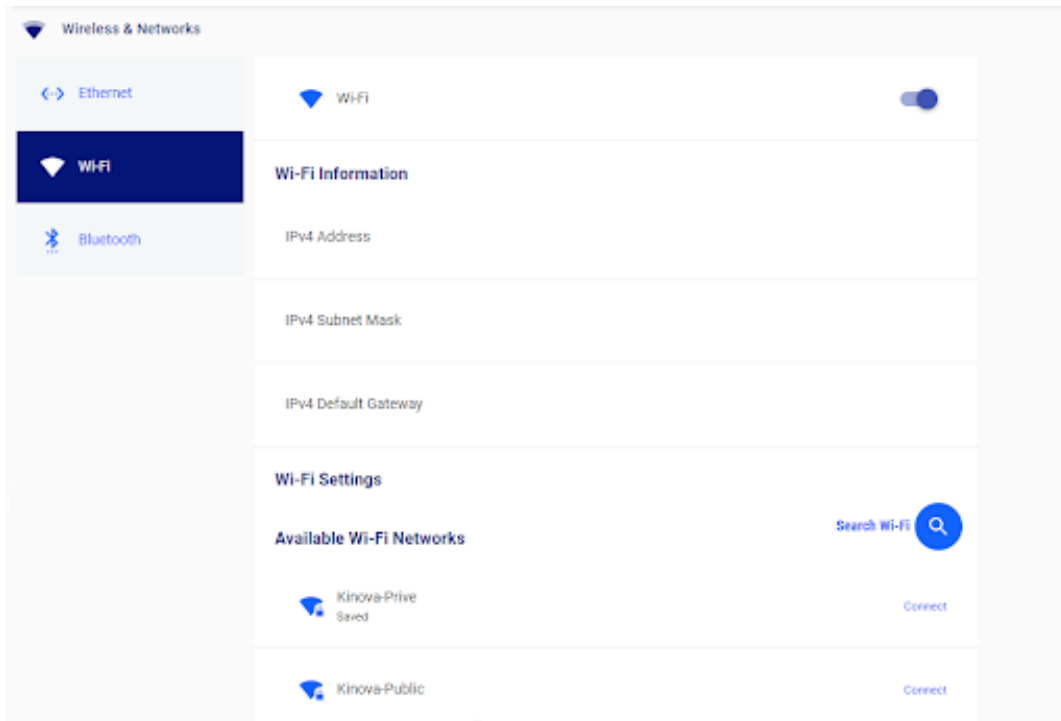 Wireless & Networks
Ethernet
Wi-Fi
Bluetooth
Wi-Fi
Wi-Fi Information
IPv4 Address
IPv4 Subnet Mask
IPv4 Default Gateway
Wi-Fi Settings
Search Wi-Fi
Available Wi-Fi Networks
Kinova-Prive
Saved
Connect
Kinova-Public
Connect